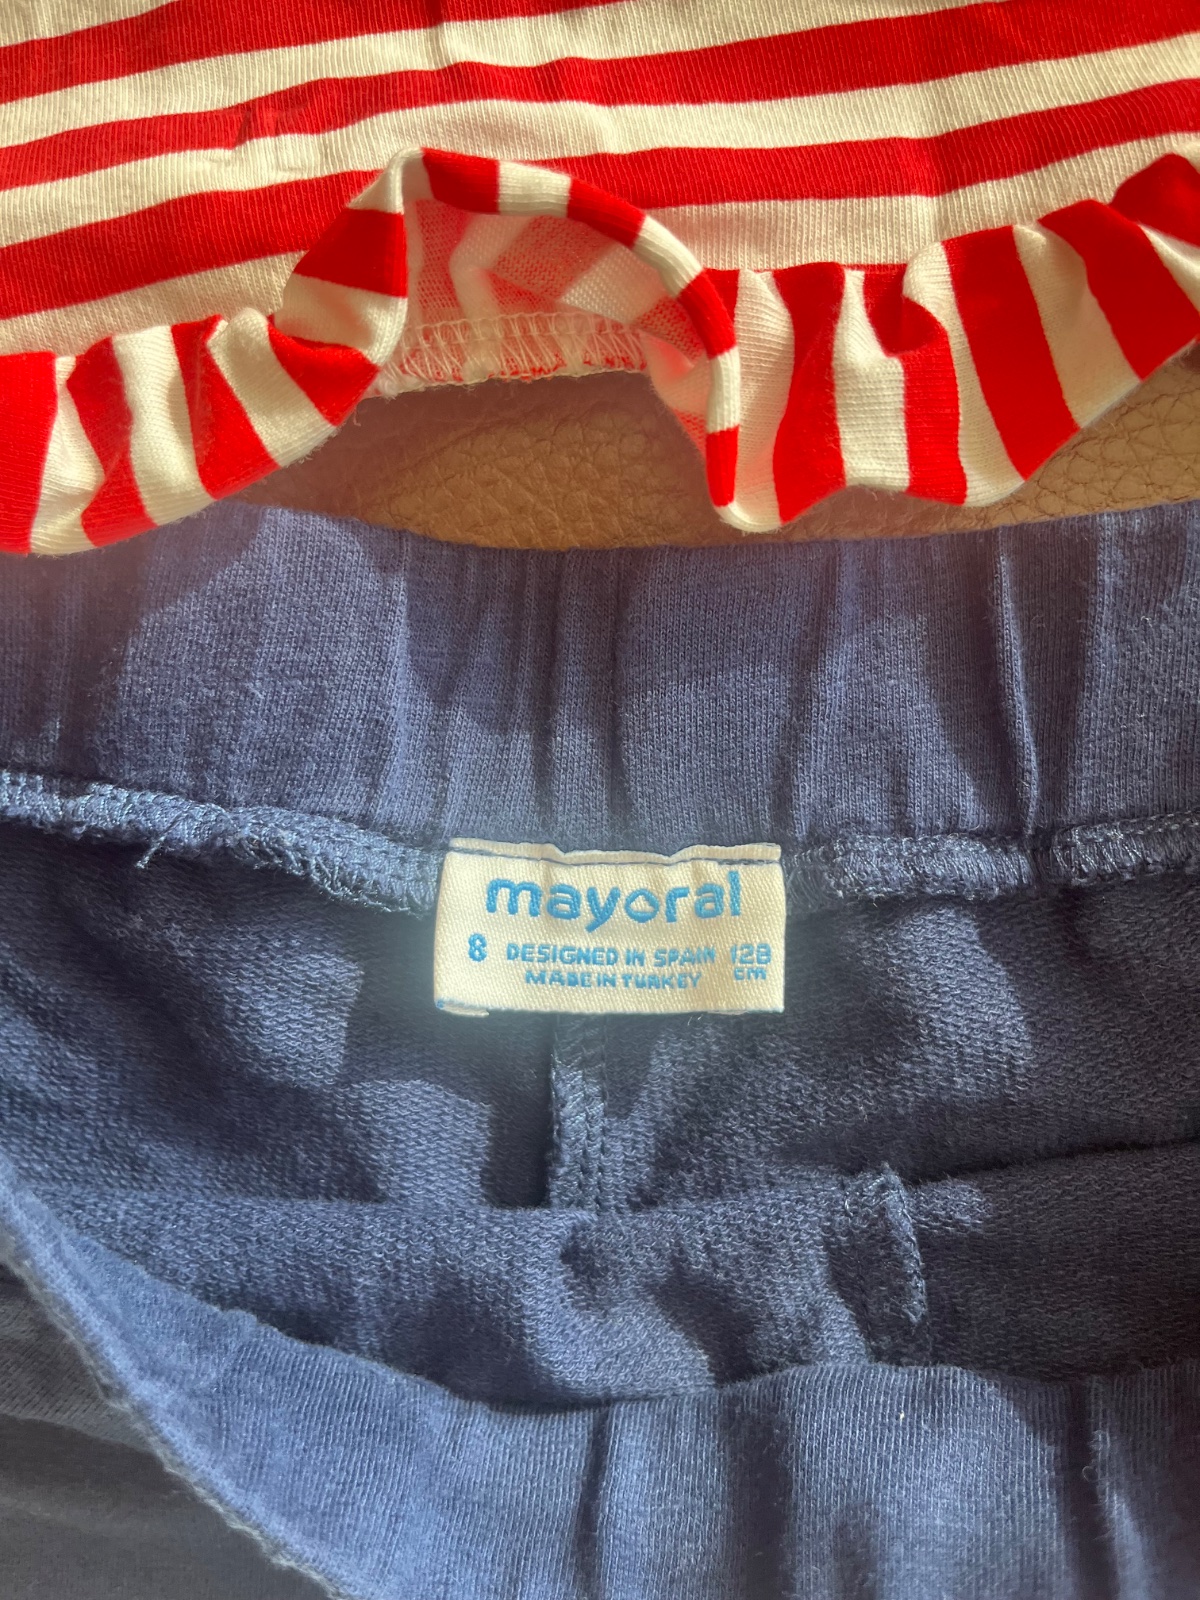 mayoral
8 DESIGNED IN SPAIN 128
MADE IN TURKEY cm